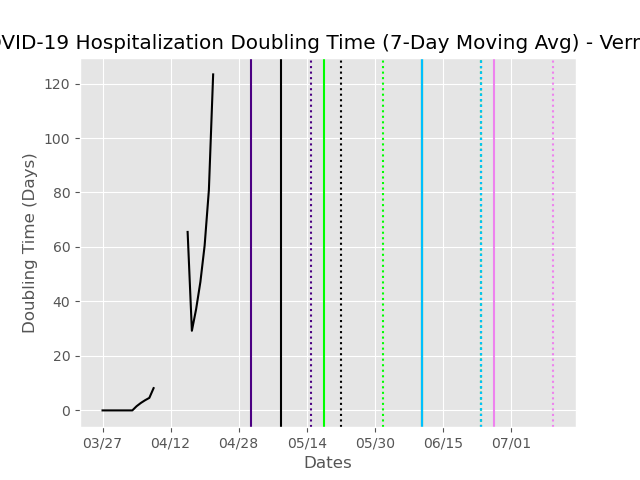 OVID-19 Hospitalization Doubling Time (7-Day Moving Avg) - Verm
120
100
80
60
40
20
0
Doubling Time (Days)
03/27 04/12 04/28 05/14 05/30 06/15 07/01
Dates